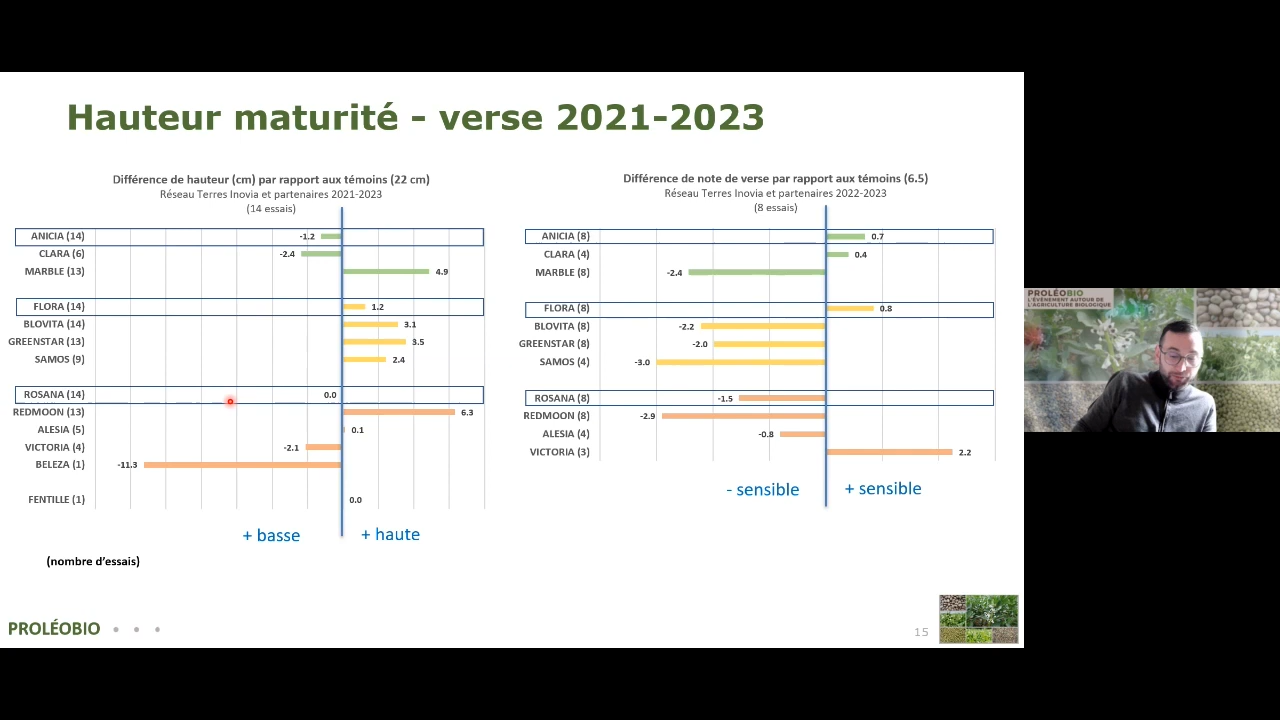 Hauteur maturité - verse 2021-2023
Différence de hauteur (cm) par rapport aux témoins (22 cm)
Réseau Terres Inovia et partenaires 2021-2023
(14 essais)
ANICIA (14) -1.2
CLARA (6) -2.4
MARBLE (13) 4.9
FLORA (14) 1.2
BLOVITA (14) 3.1
GREENSTAR (13) 3.5
SAMOS (9) 2.4
ROSANA (14) 0.0
REDMOON (13) 6.3
ALESIA (5) 0.1
VICTORIA (4) -2.1
BELEZA (1) -11.3
FENTILLE (1) 0.0
+ basse + haute
(nombre d'essais)
Différence de note de verse par rapport aux témoins (6.5)
Réseau Terres Inovia et partenaires 2022-2023
(8 essais)
ANICIA (8) 0.7
CLARA (4) 0.4
MARBLE (8) -2.4
FLORA (8) 0.8
BLOVITA (8) -2.2
GREENSTAR (8) -2.0
SAMOS (4) -3.0
ROSANA (8) -1.5
REDMOON (8) -2.9
ALESIA (4) -0.8
VICTORIA (3) 2.2
- sensible + sensible
PROLÉOBIO
15
PROLÉOBIO
L'ÉVÉNEMENT AUTOUR DE
L'AGRICULTURE BIOLOGIQUE